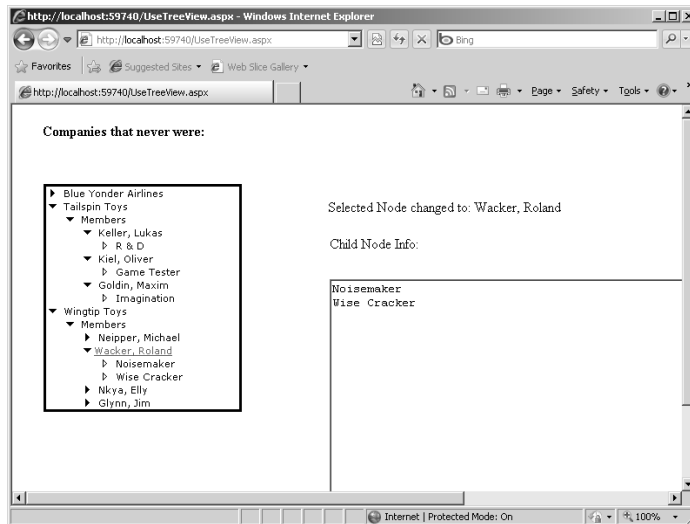 http://localhost:59740/UseTreeView.aspx - Windows Internet Explorer
http://localhost:59740/UseTreeView.aspx
Bing
Favorites
Suggested Sites
Web Slice Gallery
http://localhost:59740/UseTreeView.aspx
Page
Safety
Tools
Companies that never were:
Blue Yonder Airlines
Tailspin Toys
Members
Keller, Lukas
R & D
Kiel, Oliver
Game Tester
Goldin, Maxim
Imagination
Wingtip Toys
Members
Neipper, Michael
Wacker, Roland
Noisemaker
Wise Cracker
Nkya, Elly
Glynn, Jim
Selected Node changed to: Wacker, Roland
Child Node Info:
Noisemaker
Wise Cracker
Internet | Protected Mode: On
100%